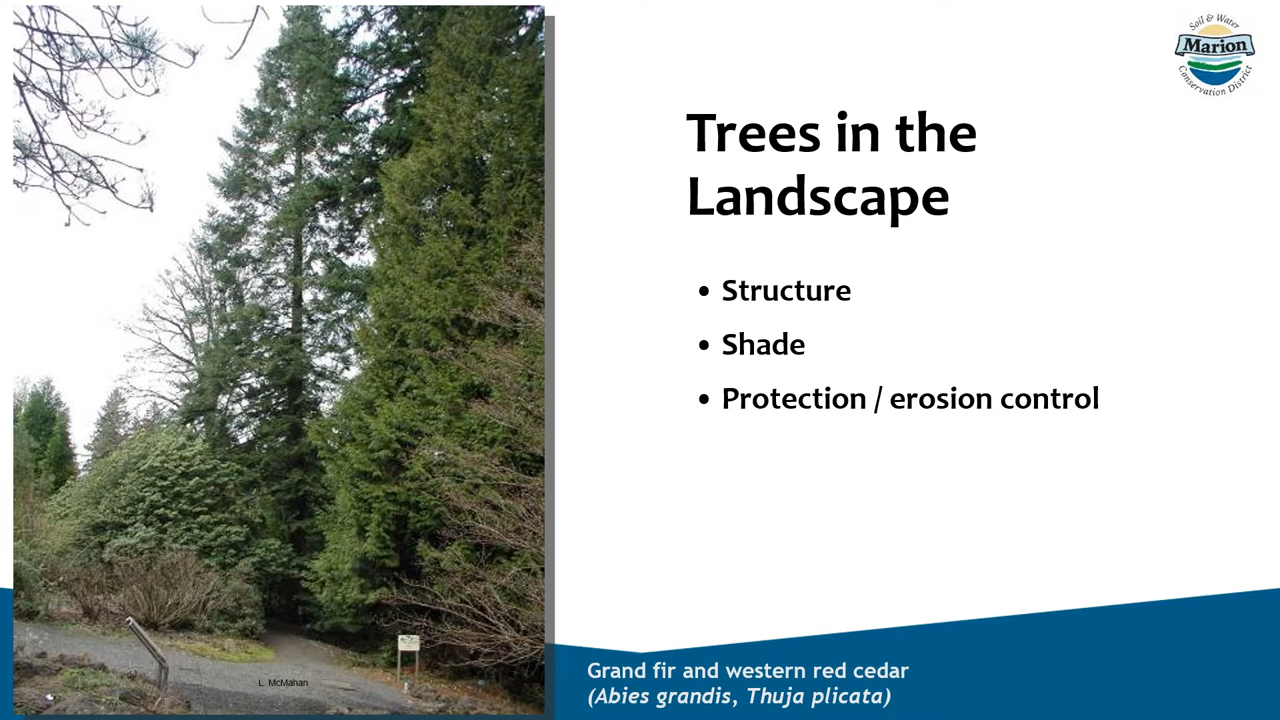 Soil & Water
Marion
Conservation District
Trees in the
Landscape
• Structure
• Shade
• Protection / erosion control
L. McMahan
Grand fir and western red cedar
(Abies grandis, Thuja plicata)